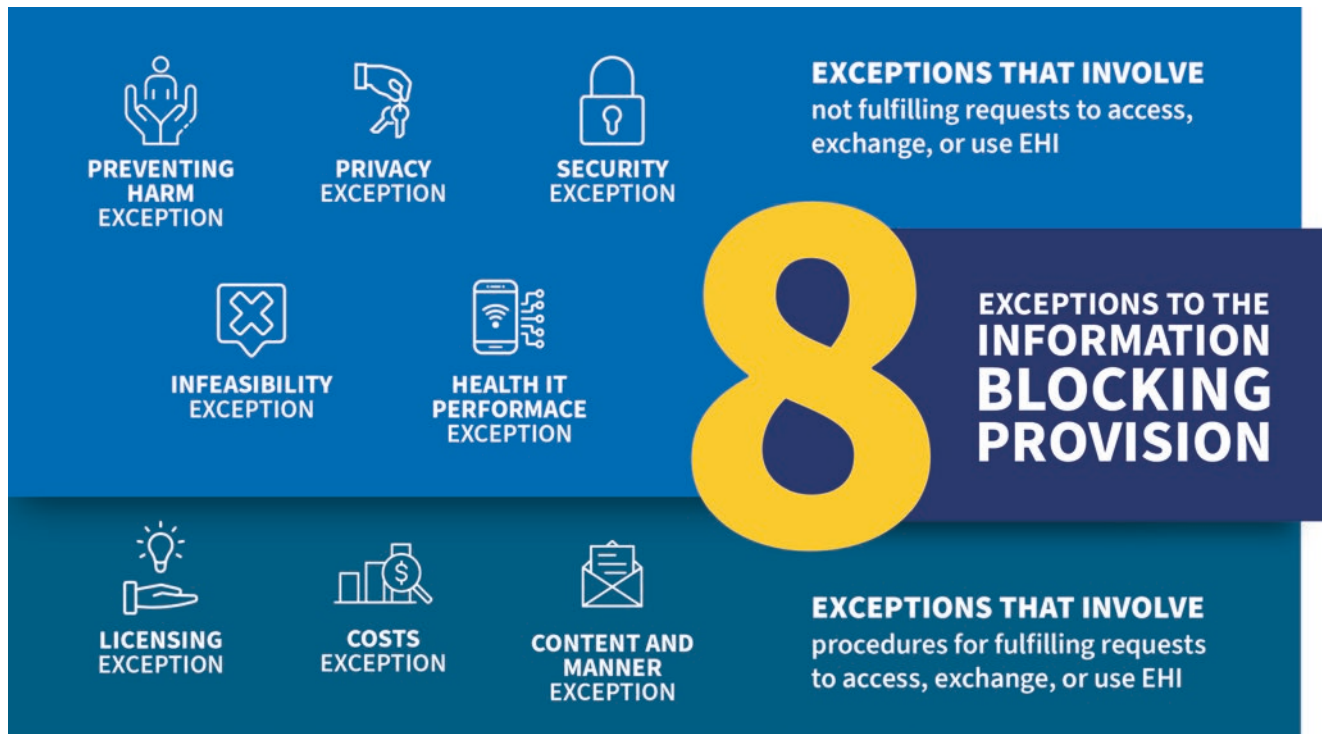 PREVENTING
HARM
EXCEPTION
PRIVACY
EXCEPTION
SECURITY
EXCEPTION
EXCEPTIONS THAT INVOLVE
not fulfilling requests to access,
exchange, or use EHI
INFEASIBILITY
EXCEPTION
HEALTH IT
PERFORMACE
EXCEPTION
8
EXCEPTIONS TO THE
INFORMATION
BLOCKING
PROVISION
LICENSING
EXCEPTION
$
COSTS
EXCEPTION
CONTENT AND
MANNER
EXCEPTION
EXCEPTIONS THAT INVOLVE
procedures for fulfilling requests
to access, exchange, or use EHI